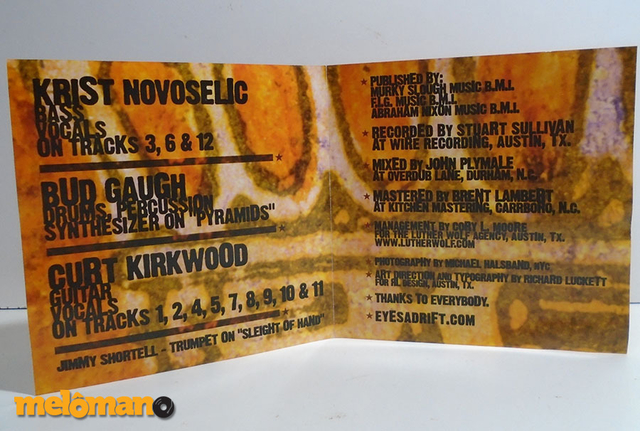 KRIST NOVOSELIC
BASS
VOCALS
ON TRACKS 3, 6 & 12
BUD GAUGH
DRUMS, PERCUSSION
SYNTHESIZER ON "PYRAMIDS"
CURT KIRKWOOD
GUITAR
VOCALS
ON TRACKS 1, 2, 4, 5, 7, 8, 9, 10 & 11
JIMMY SHORTELL - TRUMPET ON "SLEIGHT OF HAND"
PUBLISHED BY:
MURKY SLOUGH MUSIC B.M.I.
F.I.G. MUSIC B.M.I.
ABRAHAM NIXON MUSIC B.M.I.
RECORDED BY STUART SULLIVAN
AT WIRE RECORDING, AUSTIN, TX.
MIXED BY JOHN PLYMALE
AT OVERDUB LANE, DURHAM, N.C.
MASTERED BY BRENT LAMBERT
AT KITCHEN MASTERING, CARRBORO, N.C.
MANAGEMENT BY COBY L. MOORE
FOR THE LUTHER WOLF AGENCY, AUSTIN, TX.
WWW.LUTHERWOLF.COM
PHOTOGRAPHY BY MICHAEL HALSBAND, NYC
ART DIRECTION AND TYPOGRAPHY BY RICHARD LUCKETT
DESIGN, AUSTIN, TX.
THANKS TO EVERYBODY.
EYESADRIFT.COM
melômano